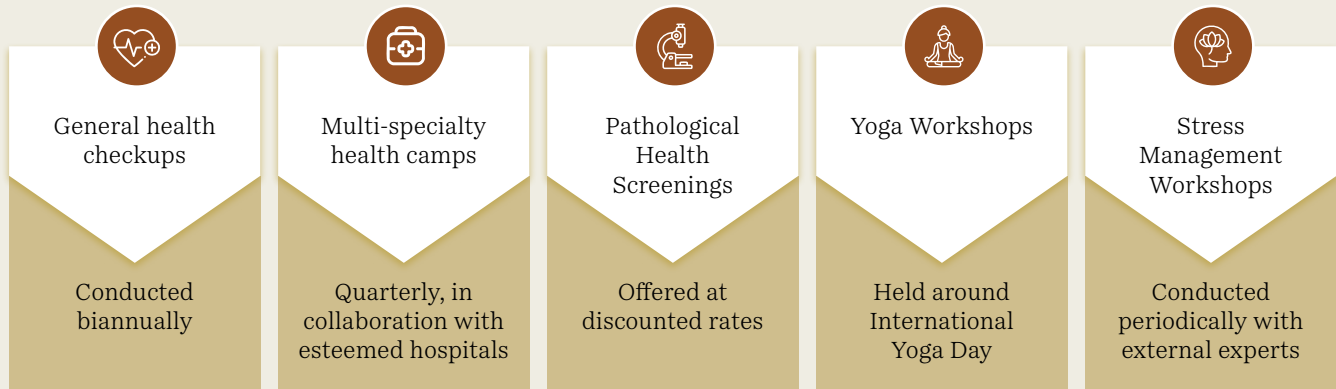 General health
checkups
Conducted
biannually
Multi-specialty
health camps
Quarterly, in
collaboration with
esteemed hospitals
Pathological
Health
Screenings
Offered at
discounted rates
Yoga Workshops
Held around
International
Yoga Day
Stress
Management
Workshops
Conducted
periodically with
external experts